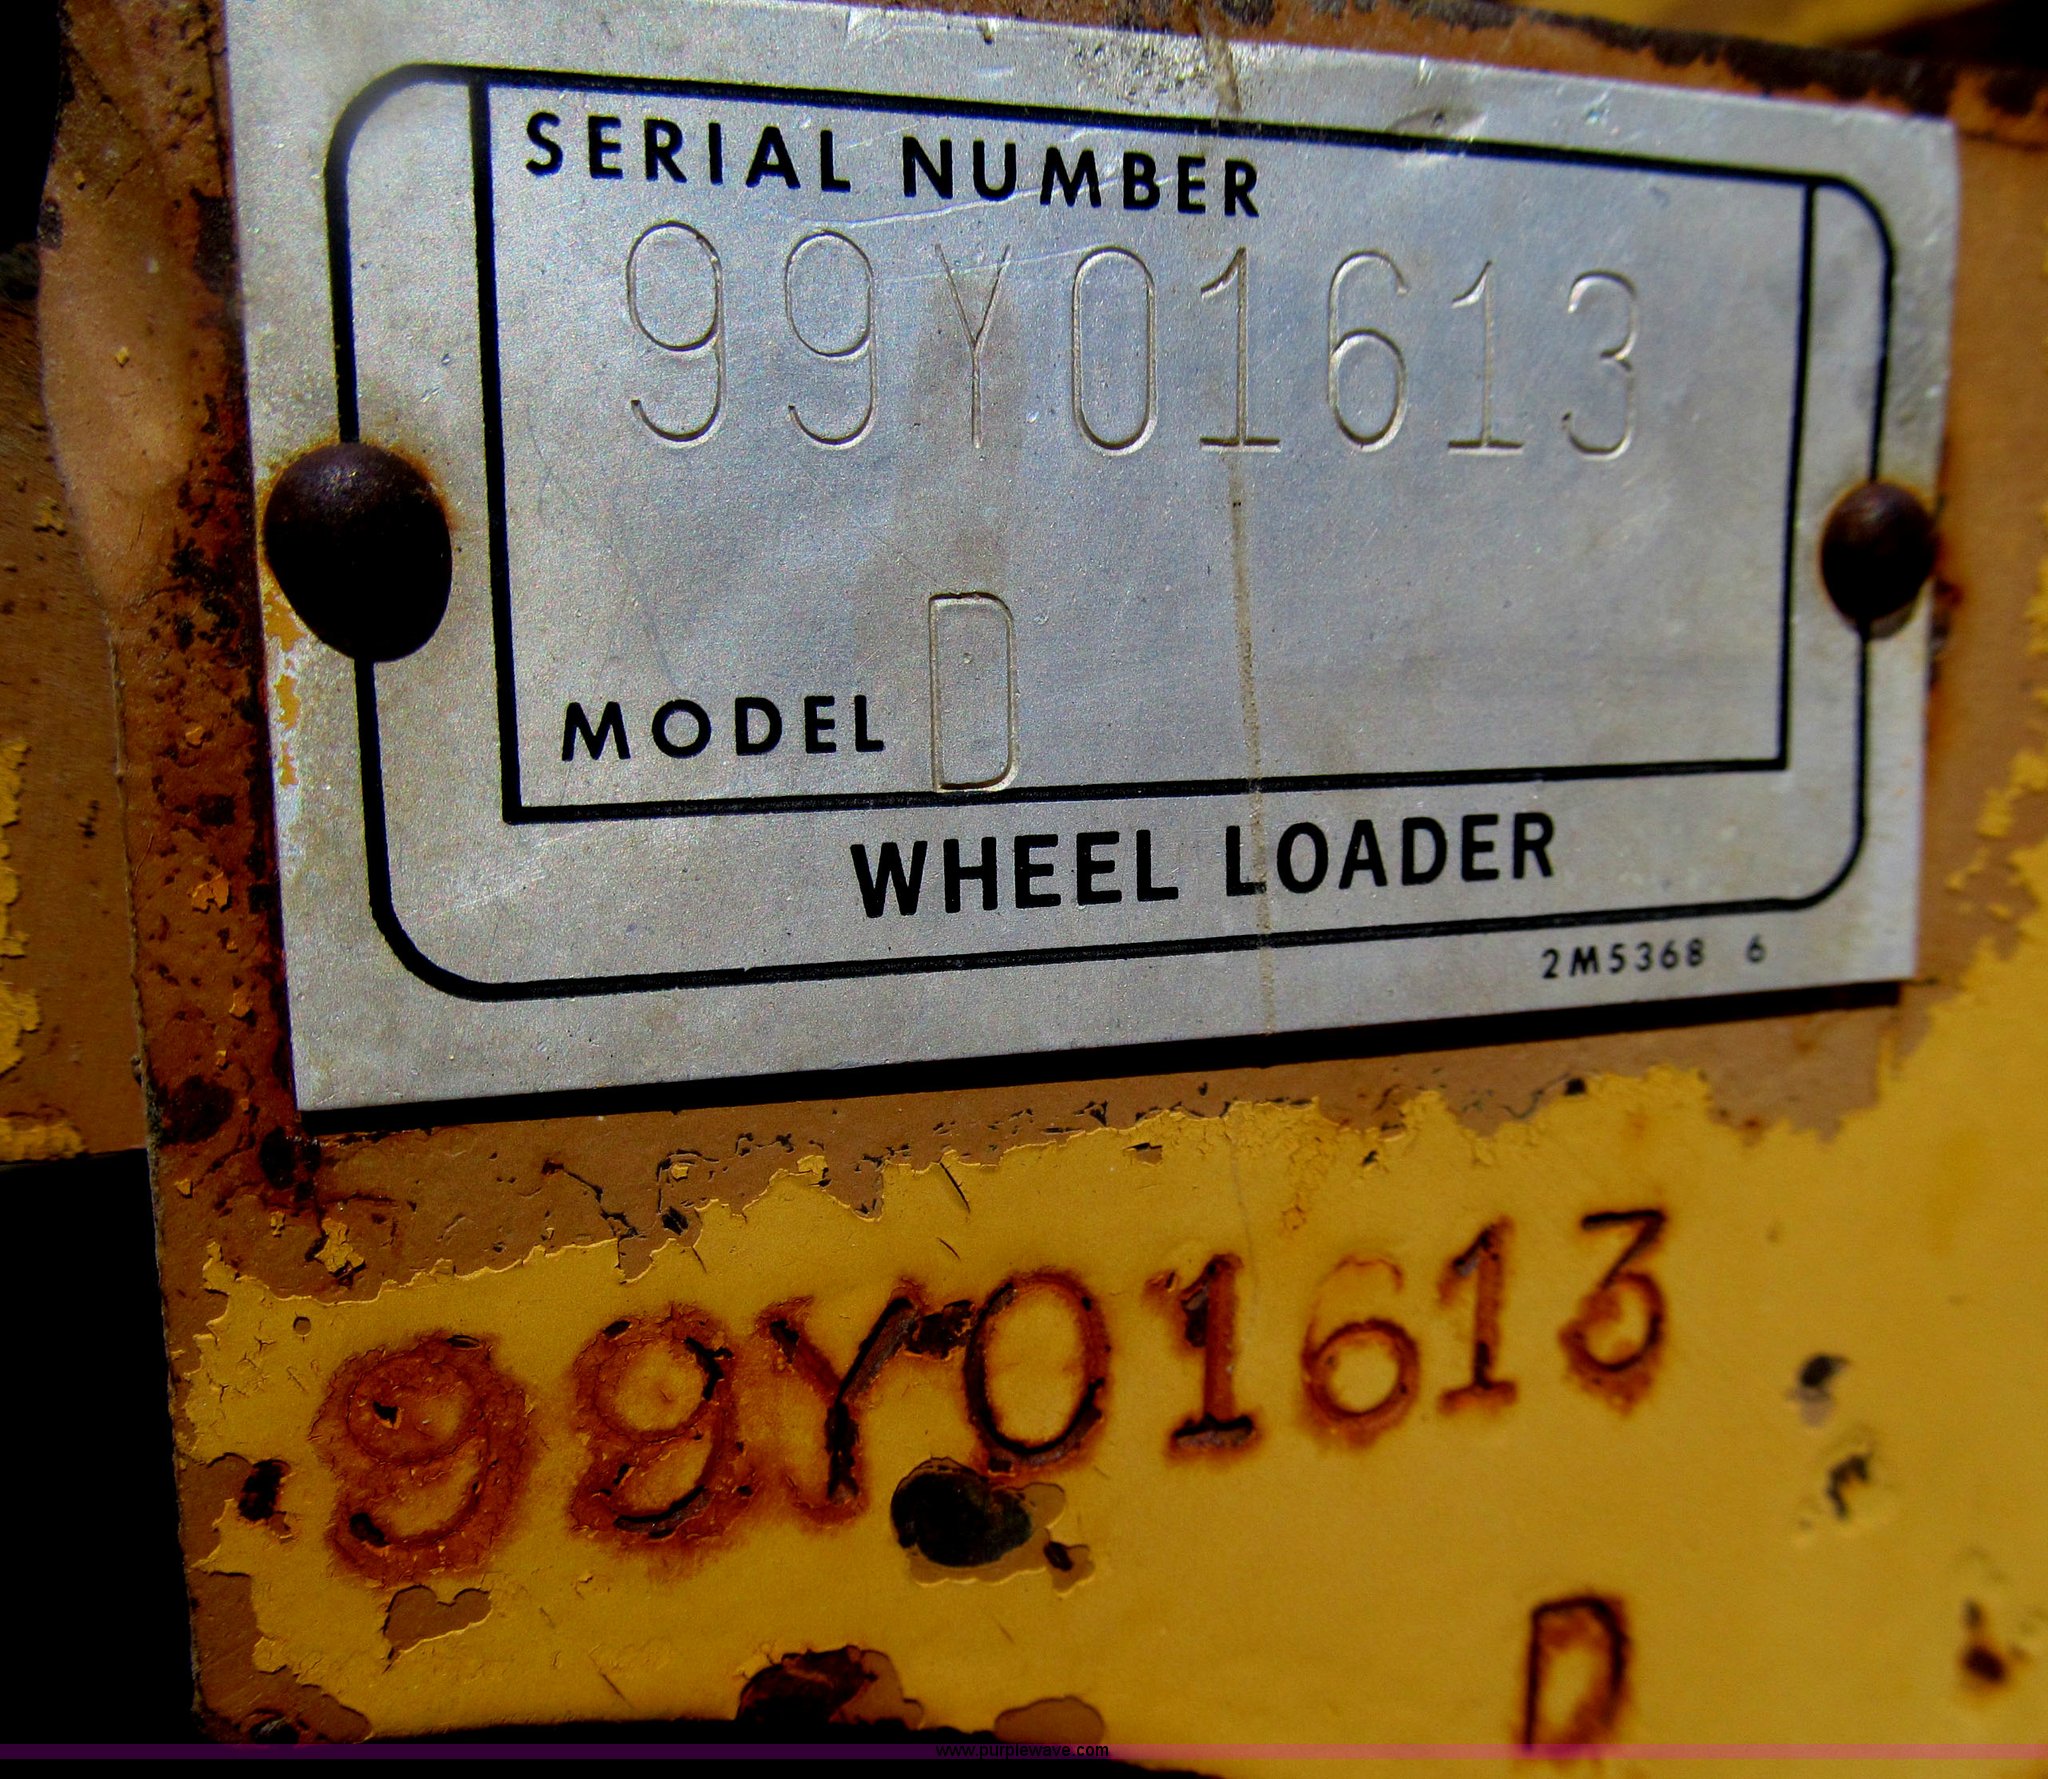 SERIAL NUMBER
99Y01613
MODEL D
WHEEL LOADER
2M5368 6
99Y01613
D
www.purplewave.com